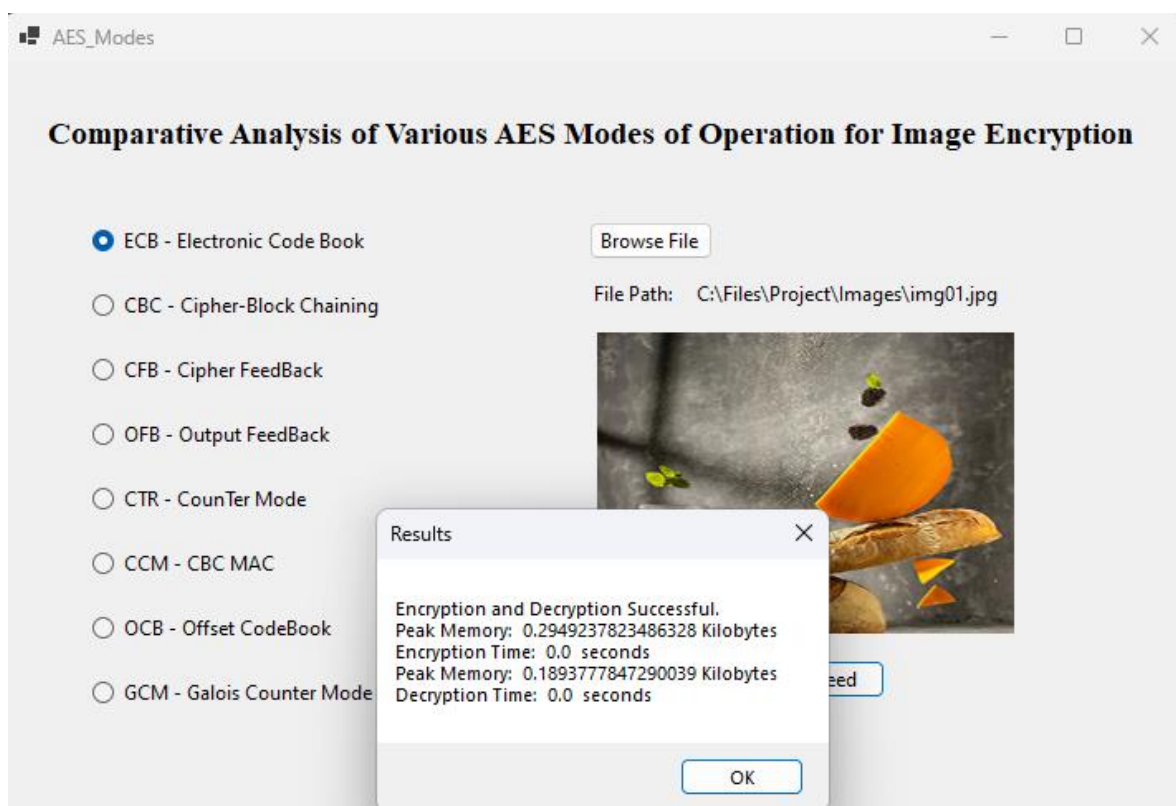 AES_Modes
Comparative Analysis of Various AES Modes of Operation for Image Encryption
ECB - Electronic Code Book
Browse File
CBC - Cipher-Block Chaining
File Path: C:\Files\Project\Images\img01.jpg
CFB - Cipher FeedBack
OFB - Output FeedBack
CTR - CounTer Mode
CCM - CBC MAC
OCB - Offset CodeBook
GCM - Galois Counter Mode
Results
Encryption and Decryption Successful.
Peak Memory: 0.2949237823486328 Kilobytes
Encryption Time: 0.0 seconds
Peak Memory: 0.1893777847290039 Kilobytes
Decryption Time: 0.0 seconds
OK